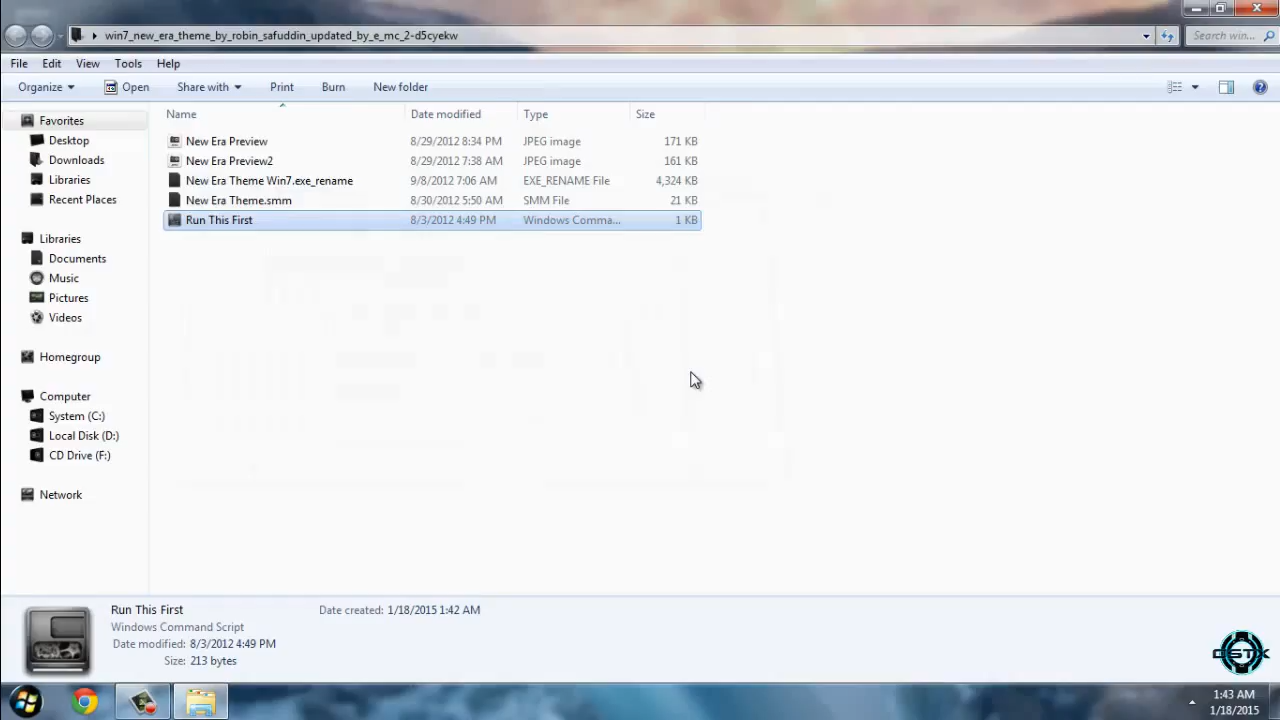 win7_new_era_theme_by_robin_safuddin_updated_by_e_mc_2-d5cyekw
Search win...
File Edit View Tools Help
Organize Open Share with Print Burn New folder
Name Date modified Type Size
New Era Preview 8/29/2012 8:34 PM JPEG image 171 KB
New Era Preview2 8/29/2012 7:38 AM JPEG image 161 KB
New Era Theme Win7.exe_rename 9/8/2012 7:06 AM EXE_RENAME File 4,324 KB
New Era Theme.smm 8/30/2012 5:50 AM SMM File 21 KB
Run This First 8/3/2012 4:49 PM Windows Comma... 1 KB
Favorites
Desktop
Downloads
Libraries
Recent Places
Libraries
Documents
Music
Pictures
Videos
Homegroup
Computer
System (C:)
Local Disk (D:)
CD Drive (F:)
Network
Run This First Date created: 1/18/2015 1:42 AM
Windows Command Script
Date modified: 8/3/2012 4:49 PM
Size: 213 bytes
1:43 AM
1/18/2015